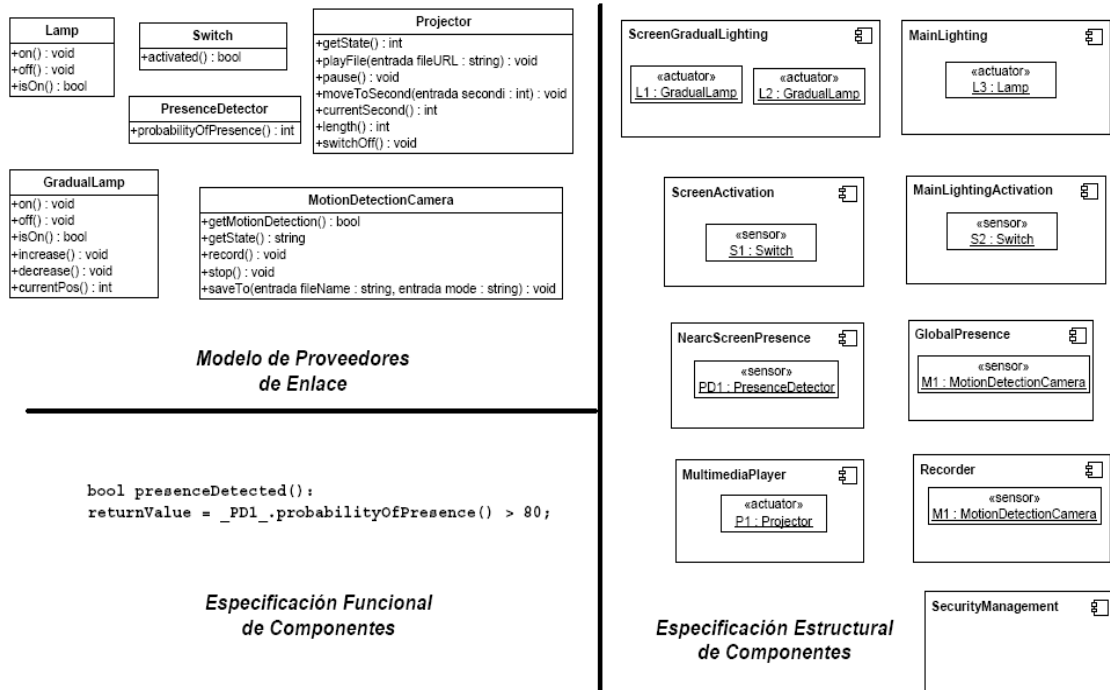 Lamp
+on() : void
+off() : void
+isOn() : bool
Switch
+activated() : bool
PresenceDetector
+probabilityOfPresence() : int
Projector
+getState() : int
+playFile(entrada fileURL : string) : void
+pause() : void
+moveToSecond(entrada secondi : int) : void
+currentSecond() : int
+length() : int
+switchOff() : void
GradualLamp
+on() : void
+off() : void
+isOn() : bool
+increase() : void
+decrease() : void
+currentPos() : int
MotionDetectionCamera
+getMotionDetection() : bool
+getState() : string
+record() : void
+stop() : void
+saveTo(entrada fileName : string, entrada mode : string) : void
Modelo de Proveedores
de Enlace
bool presenceDetected():
returnValue = _PD1_.probabilityOfPresence() > 80;
Especificación Funcional
de Componentes
ScreenGradualLighting
«actuator»
L1 : GradualLamp
«actuator»
L2 : GradualLamp
MainLighting
«actuator»
L3 : Lamp
ScreenActivation
«sensor»
S1 : Switch
MainLightingActivation
«sensor»
S2 : Switch
NearcScreenPresence
«sensor»
PD1 : PresenceDetector
GlobalPresence
«sensor»
M1 : MotionDetectionCamera
MultimediaPlayer
«actuator»
P1 : Projector
Recorder
«sensor»
M1 : MotionDetectionCamera
SecurityManagement
Especificación Estructural
de Componentes